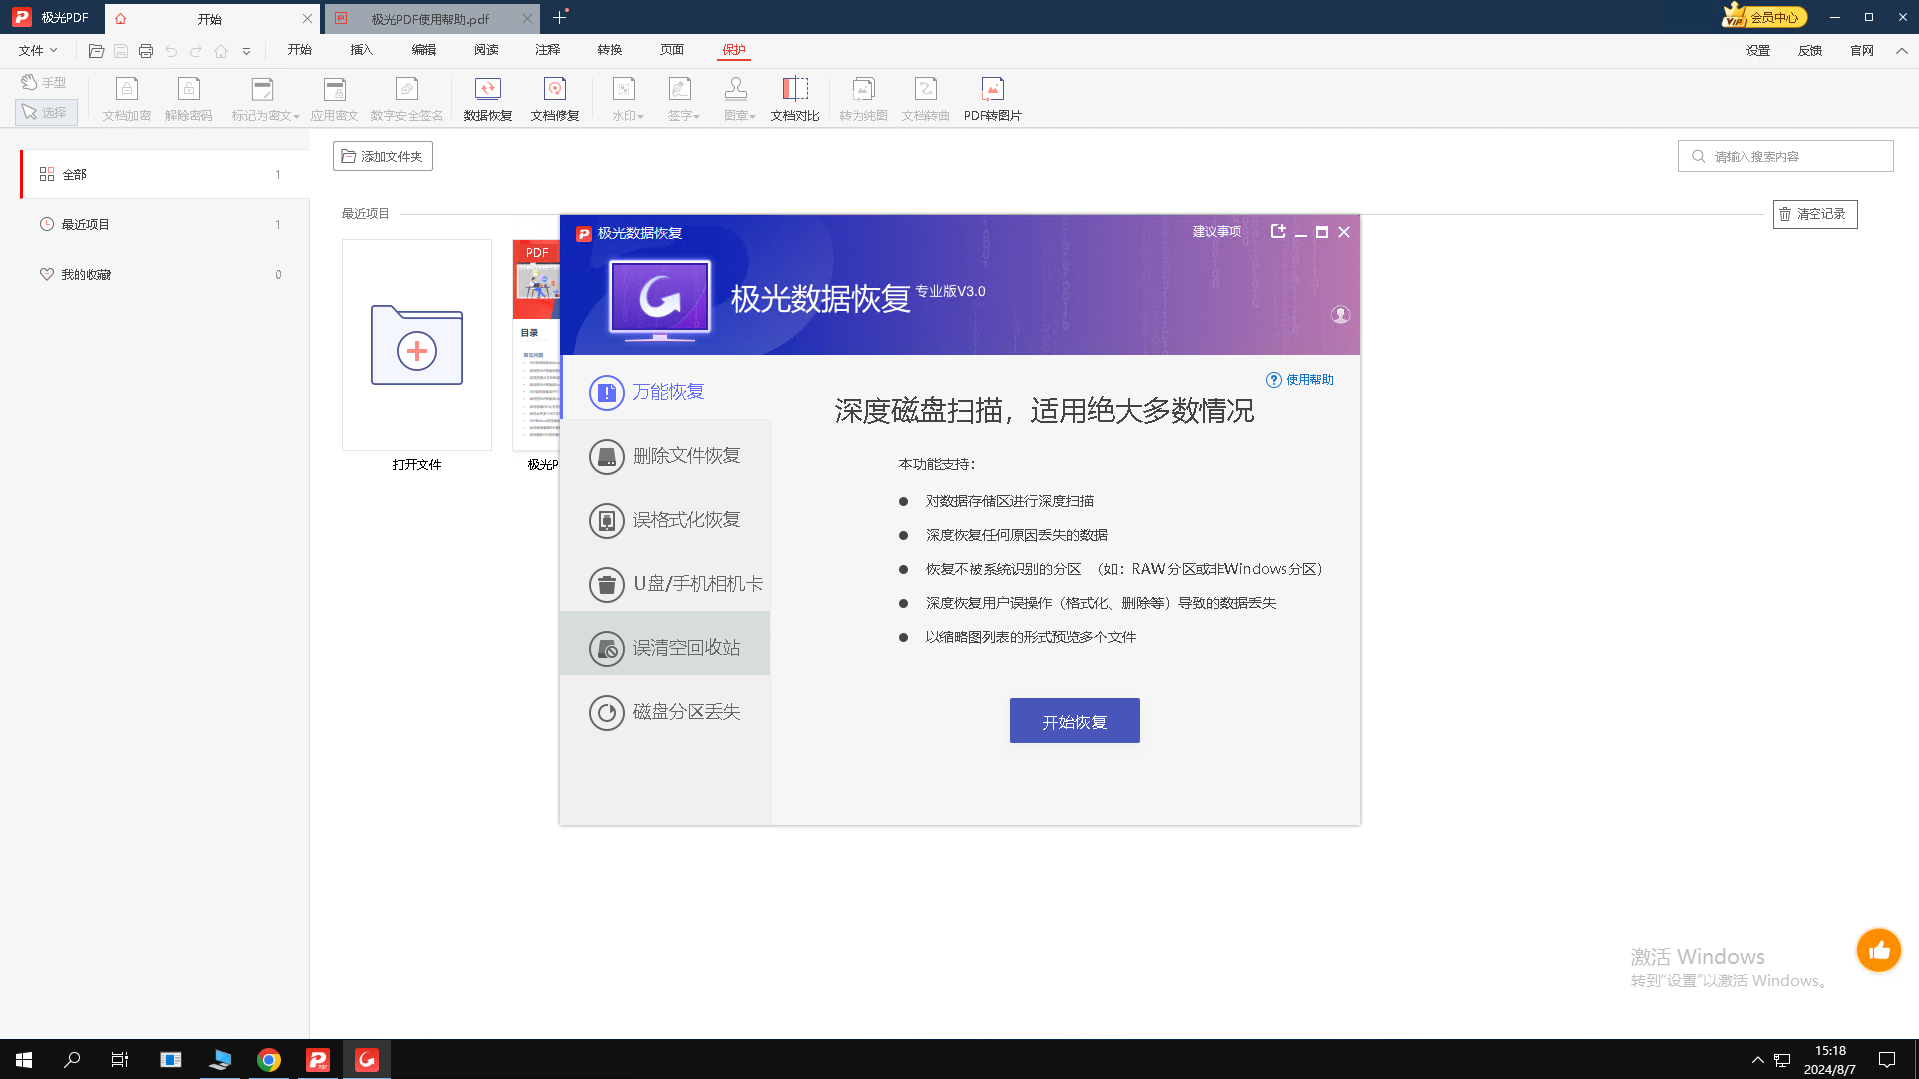 极光PDF
开始
极光PDF使用帮助.pdf
VIP 会员中心
文件
开始
插入
编辑
阅读
注释
转换
页面
保护
设置
反馈
官网
手型
选择
文档加密
解除密码
标记为密文
应用密文
数字安全签名
数据恢复
文档修复
水印
签字
图章
文档对比
转为纯图
文档转曲
PDF转图片
全部 1
最近项目 1
我的收藏 0
添加文件夹
请输入搜索内容
最近项目
清空记录
打开文件
PDF
目录
常见问题
极光P
极光数据恢复
建议事项
极光数据恢复 专业版V3.0
万能恢复
删除文件恢复
误格式化恢复
U盘/手机相机卡
误清空回收站
磁盘分区丢失
使用帮助
深度磁盘扫描，适用绝大多数情况
本功能支持：
对数据存储区进行深度扫描
深度恢复任何原因丢失的数据
恢复不被系统识别的分区 （如：RAW分区或非Windows分区）
深度恢复用户误操作（格式化、删除等）导致的数据丢失
以缩略图列表的形式预览多个文件
开始恢复
激活 Windows
转到“设置”以激活 Windows。
15:18
2024/8/7